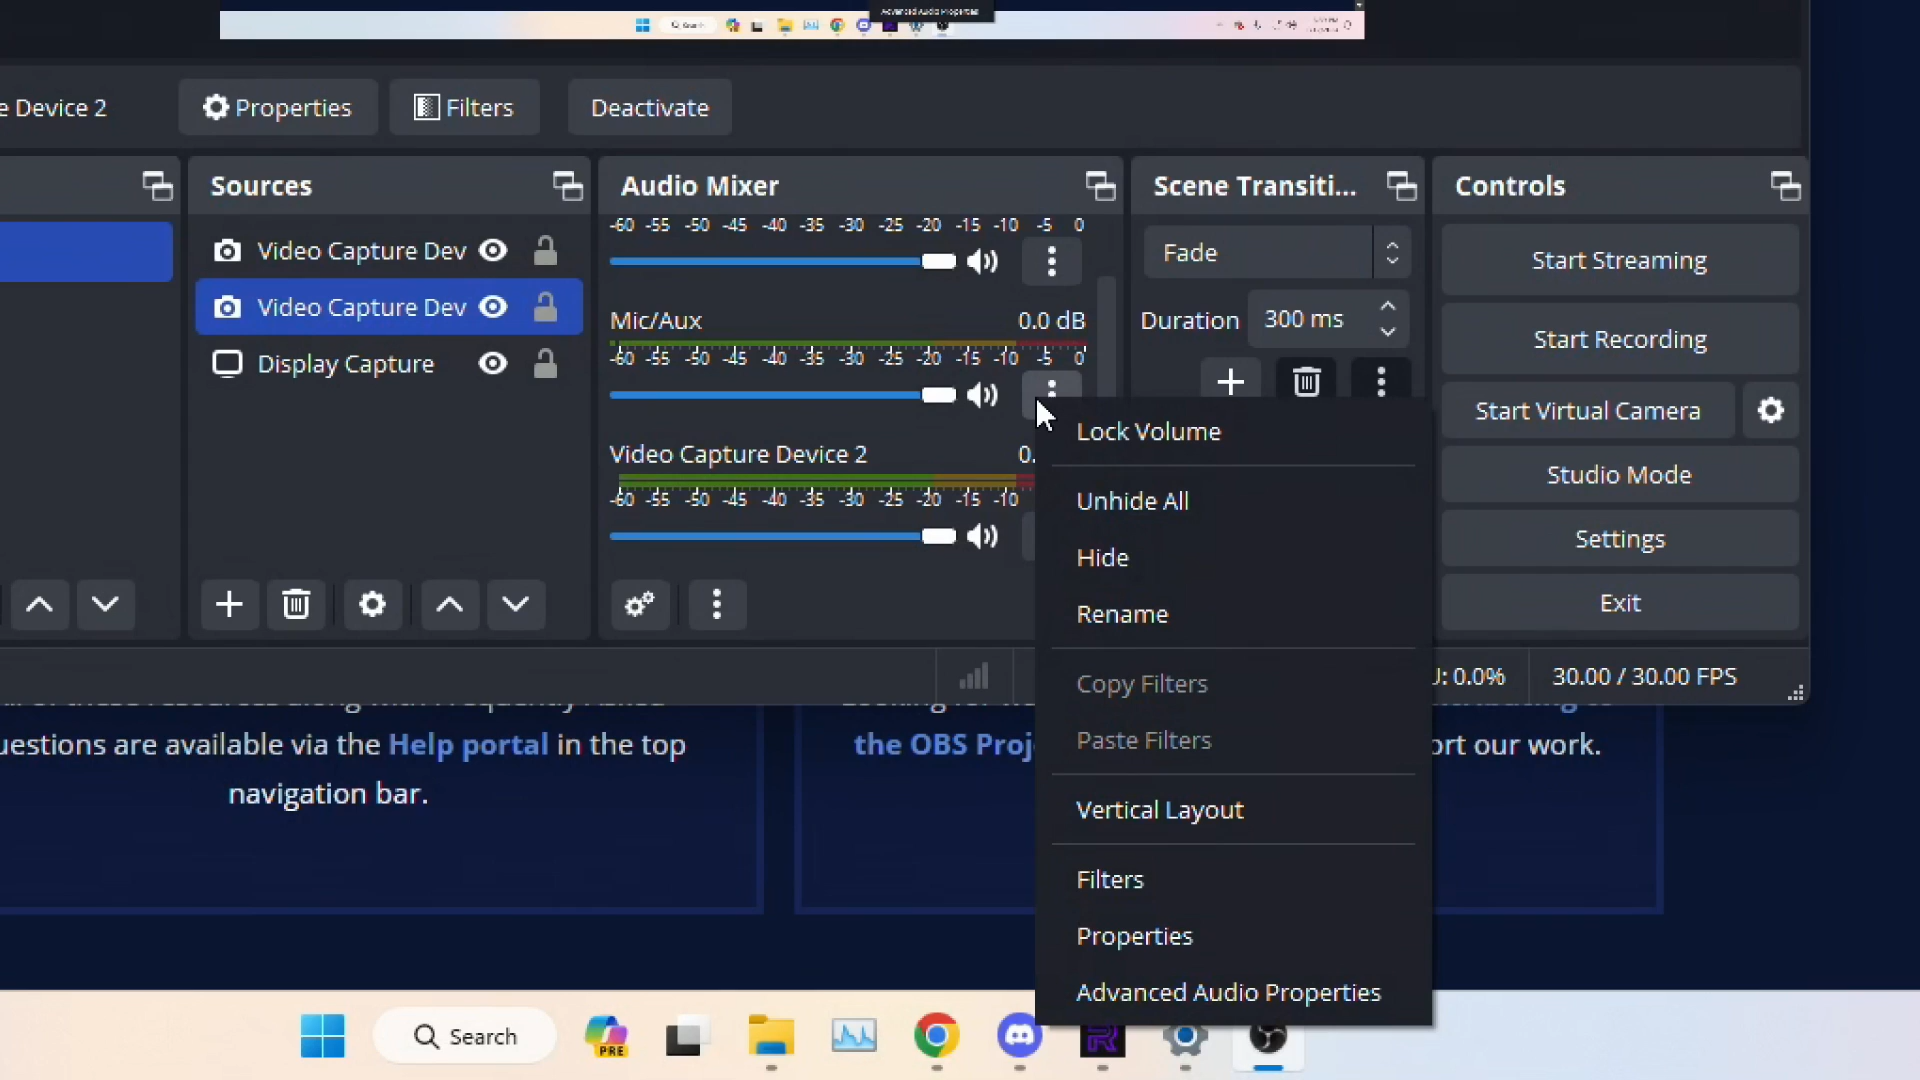 Advanced Audio Properties
Search
e Device 2
Properties
Filters
Deactivate
Sources
Video Capture Dev
Video Capture Dev
Display Capture
Audio Mixer
-60 -55 -50 -45 -40 -35 -30 -25 -20 -15 -10 -5 0
Mic/Aux 0.0 dB
-60 -55 -50 -45 -40 -35 -30 -25 -20 -15 -10 -5 0
Video Capture Device 2 0.
-60 -55 -50 -45 -40 -35 -30 -25 -20 -15 -10
Scene Transiti...
Fade
Duration 300 ms
Controls
Start Streaming
Start Recording
Start Virtual Camera
Studio Mode
Settings
Exit
Lock Volume
Unhide All
Hide
Rename
Copy Filters
Paste Filters
Vertical Layout
Filters
Properties
Advanced Audio Properties
: 0.0%
30.00 / 30.00 FPS
uestions are available via the Help portal in the top
navigation bar.
the OBS Proj
ort our work.
Search
PRE